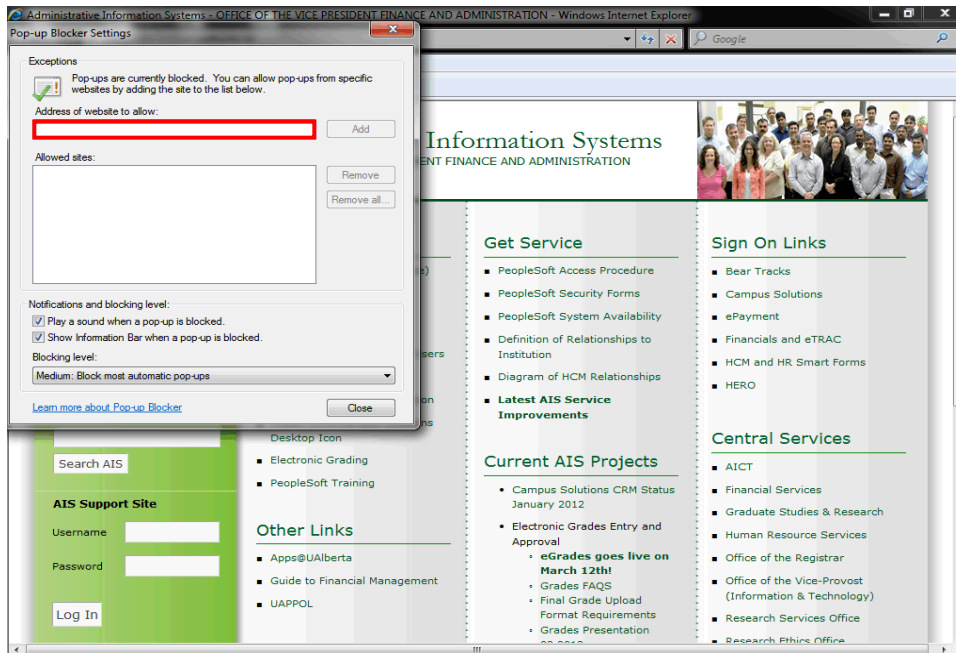 Administrative Information Systems - OFFICE OF THE VICE PRESIDENT FINANCE AND ADMINISTRATION - Windows Internet Explorer
Pop-up Blocker Settings
Google
Exceptions
Pop-ups are currently blocked. You can allow pop-ups from specific
websites by adding the site to the list below.
Address of website to allow:
Add
Allowed sites:
Remove
Remove all...
Notifications and blocking level:
Play a sound when a pop-up is blocked.
Show Information Bar when a pop-up is blocked.
Blocking level:
Medium: Block most automatic pop-ups
Learn more about Pop-up Blocker
Close
Information Systems
FINANCE AND ADMINISTRATION
Desktop Icon
Electronic Grading
PeopleSoft Training
Search AIS
AIS Support Site
Username
Password
Log In
Other Links
Apps@UAlberta
Guide to Financial Management
UAPPOL
Get Service
PeopleSoft Access Procedure
PeopleSoft Security Forms
PeopleSoft System Availability
Definition of Relationships to
Institution
Diagram of HCM Relationships
Latest AIS Service
Improvements
Current AIS Projects
Campus Solutions CRM Status
January 2012
Electronic Grades Entry and
Approval
eGrades goes live on
March 12th!
Grades FAQS
Final Grade Upload
Format Requirements
Grades Presentation
Sign On Links
Bear Tracks
Campus Solutions
ePayment
Financials and eTRAC
HCM and HR Smart Forms
HERO
Central Services
AICT
Financial Services
Graduate Studies & Research
Human Resource Services
Office of the Registrar
Office of the Vice-Provost
(Information & Technology)
Research Services Office
Research Ethics Office